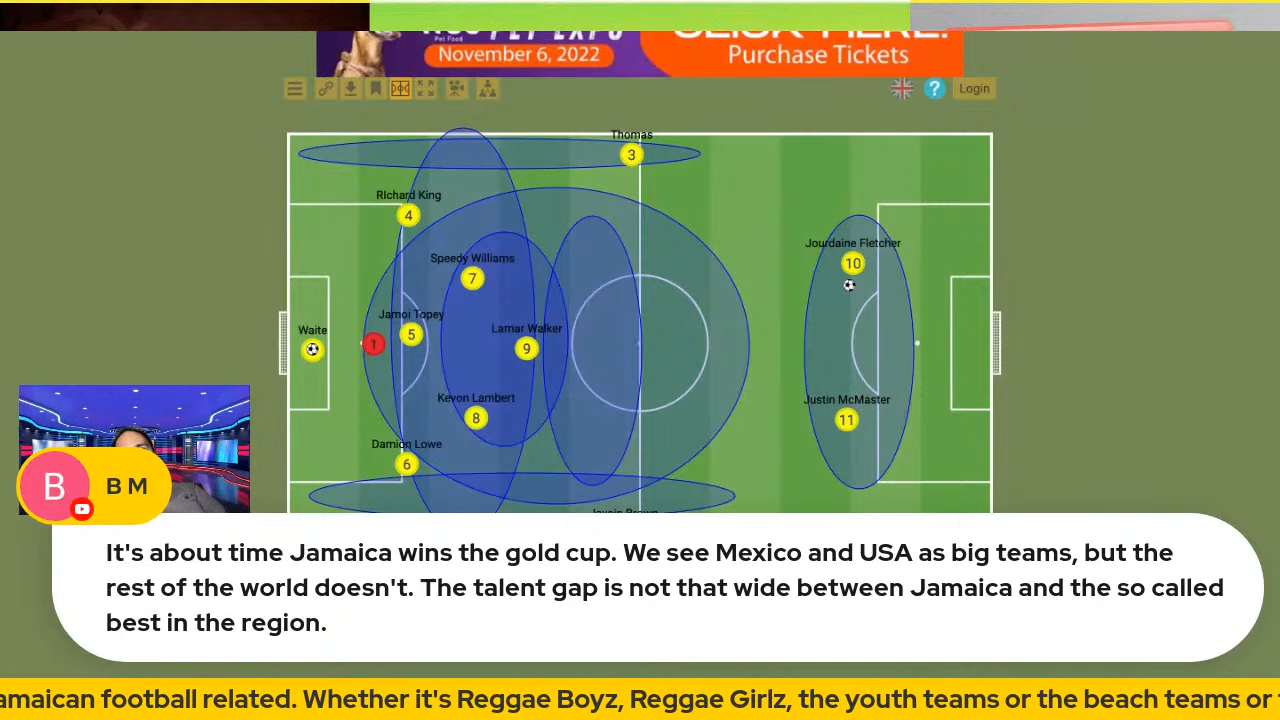 Pet Food
November 6, 2022
Purchase Tickets
Login
?
Thomas
3
RIchard King
4
Jourdaine Fletcher
10
Speedy Williams
7
Jamoi Topey
5
Waite
1
Lamar Walker
9
Kevon Lambert
8
Justin McMaster
11
Damion Lowe
6
B
B M
It's about time Jamaica wins the gold cup. We see Mexico and USA as big teams, but the
rest of the world doesn't. The talent gap is not that wide between Jamaica and the so called
best in the region.
amaican football related. Whether it's Reggae Boyz, Reggae Girlz, the youth teams or the beach teams or